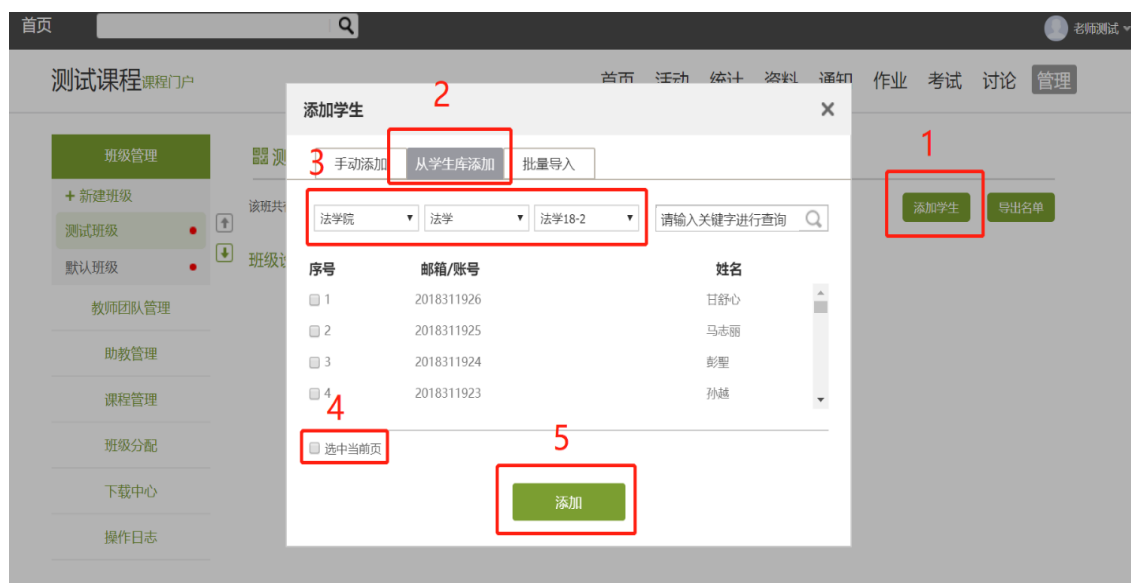 首页
老师测试
测试课程课程门户
首页 活动 统计 资料 通知 作业 考试 讨论 管理
2
添加学生
1
班级管理
3 手动添加 从学生库添加 批量导入
+ 新建班级
该班共
法学院 法学 法学18-2 请输入关键字进行查询
添加学生 导出名单
测试班级
默认班级
班级
序号 邮箱/账号 姓名
1 2018311926 甘舒心
教师团队管理
2 2018311925 马志丽
助教管理
3 2018311924 彭聖
4 2018311923 孙越
课程管理
4
选中当前页
5
班级分配
下载中心
添加
操作日志